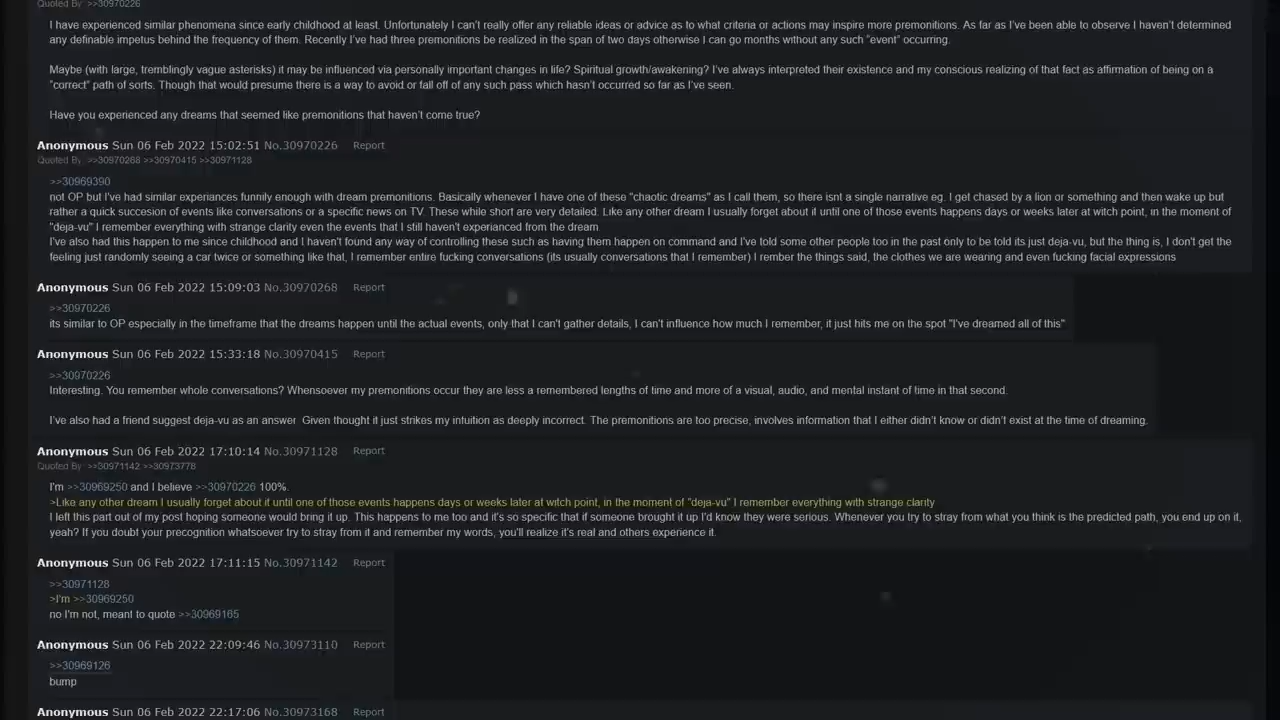 Quoted By: >>30970226
I have experienced similar phenomena since early childhood at least. Unfortunately I can't really offer any reliable ideas or advice as to what criteria or actions may inspire more premonitions. As far as I've been able to observe I haven't determined
any definable impetus behind the frequency of them. Recently I've had three premonitions be realized in the span of two days otherwise I can go months without any such "event" occurring.
Maybe (with large, tremblingly vague asterisks) it may be influenced via personally important changes in life? Spiritual growth/awakening? I've always interpreted their existence and my conscious realizing of that fact as affirmation of being on a
"correct" path of sorts. Though that would presume there is a way to avoid or fall off of any such pass which hasn't occurred so far as I've seen.
Have you experienced any dreams that seemed like premonitions that haven't come true?
Anonymous Sun 06 Feb 2022 15:02:51 No.30970226 Report
Quoted By: >>30970268 >>30970415 >>30971128
>>30969390
not OP but I've had similar experiances funnily enough with dream premonitions. Basically whenever I have one of these "chaotic dreams" as I call them, so there isnt a single narrative eg. I get chased by a lion or something and then wake up but
rather a quick succesion of events like conversations or a specific news on TV. These while short are very detailed. Like any other dream I usually forget about it until one of those events happens days or weeks later at witch point, in the moment of
"deja-vu" I remember everything with strange clarity even the events that I still haven't experianced from the dream
I've also had this happen to me since childhood and I haven't found any way of controlling these such as having them happen on command and I've told some other people too in the past only to be told its just deja-vu, but the thing is, I don't get the
feeling just randomly seeing a car twice or something like that, I remember entire fucking conversations (its usually conversations that I remember) I rember the things said, the clothes we are wearing and even fucking facial expressions
Anonymous Sun 06 Feb 2022 15:09:03 No.30970268 Report
>>30970226
its similar to OP especially in the timeframe that the dreams happen until the actual events, only that I can't gather details, I can't influence how much I remember, it just hits me on the spot "I've dreamed all of this"
Anonymous Sun 06 Feb 2022 15:33:18 No.30970415 Report
>>30970226
Interesting. You remember whole conversations? Whensoever my premonitions occur they are less a remembered lengths of time and more of a visual, audio, and mental instant of time in that second.
I've also had a friend suggest deja-vu as an answer Given thought it just strikes my intuition as deeply incorrect. The premonitions are too precise, involves information that I either didn't know or didn't exist at the time of dreaming.
Anonymous Sun 06 Feb 2022 17:10:14 No.30971128 Report
Quoted By: >>30971142 >>30973778
I'm >>30969250 and I believe >>30970226 100%.
>Like any other dream I usually forget about it until one of those events happens days or weeks later at witch point, in the moment of "deja-vu" I remember everything with strange clarity
I left this part out of my post hoping someone would bring it up. This happens to me too and it's so specific that if someone brought it up I'd know they were serious. Whenever you try to stray from what you think is the predicted path, you end up on it,
yeah? If you doubt your precognition whatsoever try to stray from it and remember my words, you'll realize it's real and others experience it.
Anonymous Sun 06 Feb 2022 17:11:15 No.30971142 Report
>>30971128
>I'm >>30969250
no I'm not, meant to quote >>30969165
Anonymous Sun 06 Feb 2022 22:09:46 No.30973110 Report
>>30969126
bump
Anonymous Sun 06 Feb 2022 22:17:06 No.30973168 Report